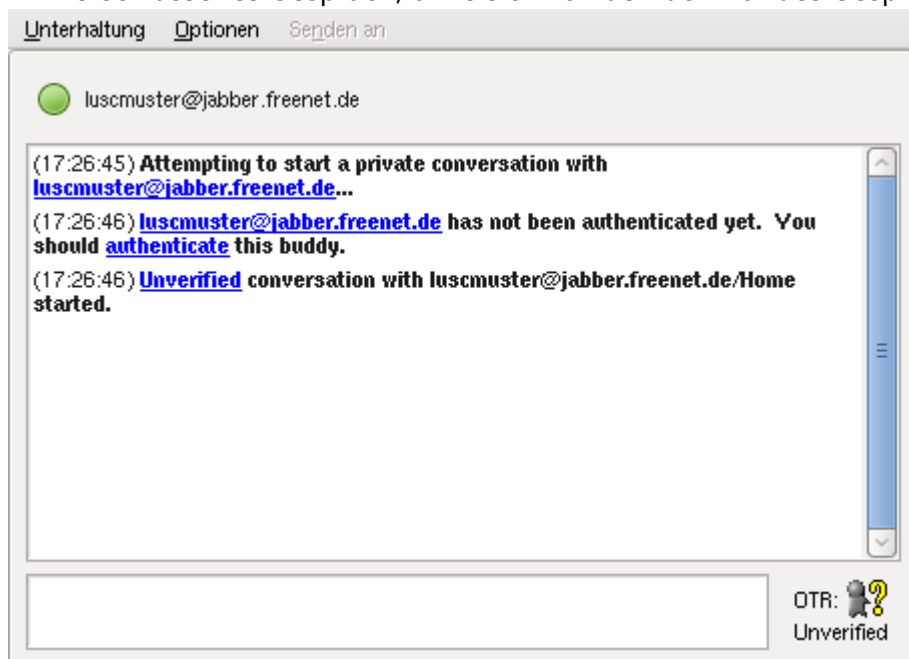 Unterhaltung Optionen Senden an
luscmuster@jabber.freenet.de
(17:26:45) Attempting to start a private conversation with
luscmuster@jabber.freenet.de...
(17:26:46) luscmuster@jabber.freenet.de has not been authenticated yet. You
should authenticate this buddy.
(17:26:46) Unverified conversation with luscmuster@jabber.freenet.de/Home
started.
OTR:
Unverified